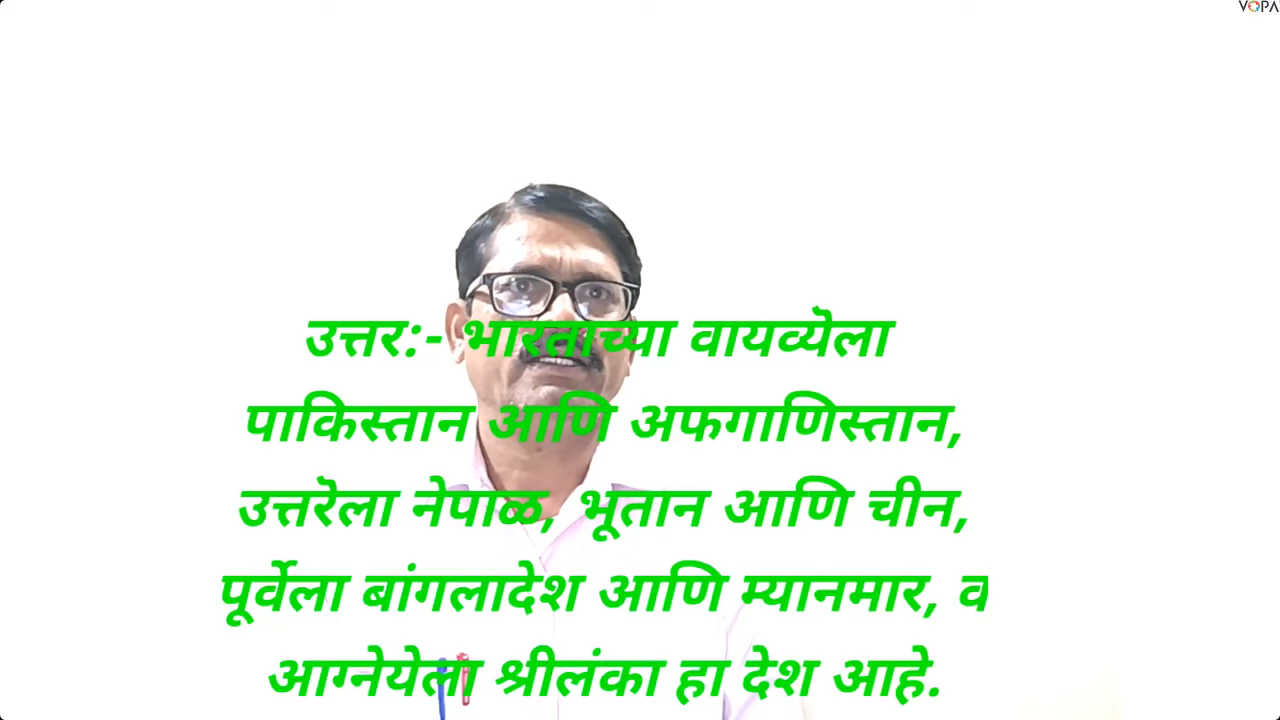 VOPA
उत्तर:- भारताच्या वायव्येला
पाकिस्तान आणि अफगाणिस्तान,
उत्तरेला नेपाळ, भूतान आणि चीन,
पूर्वेला बांगलादेश आणि म्यानमार, व
आग्नेयेला श्रीलंका हा देश आहे.